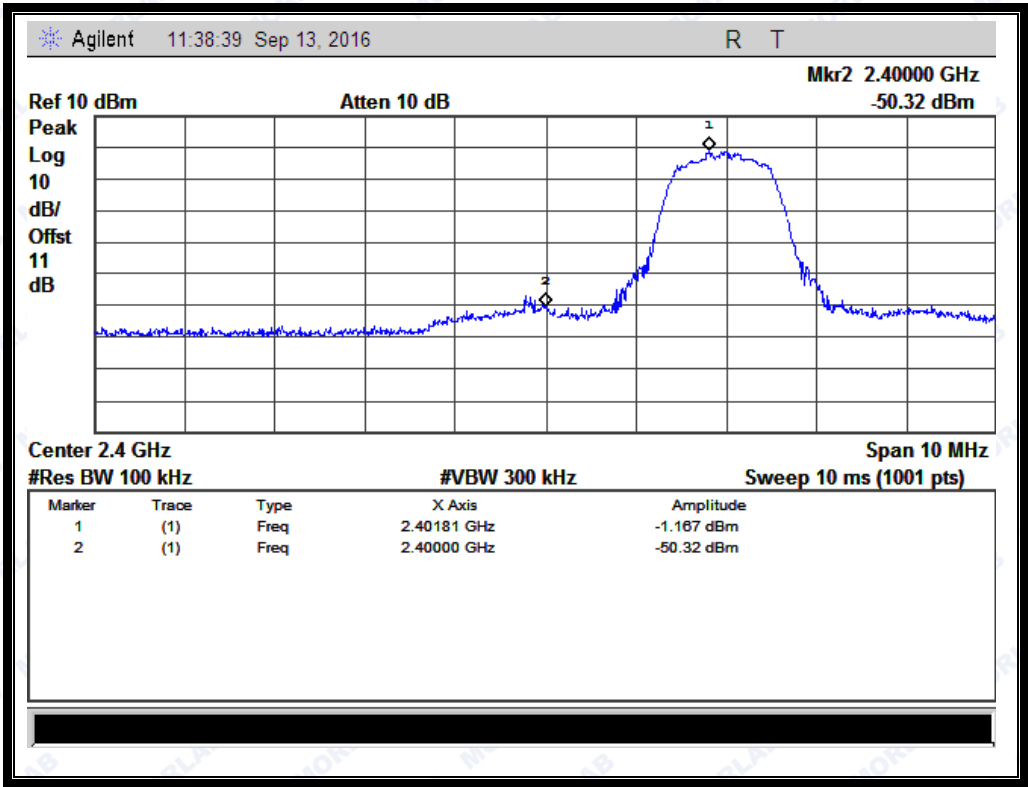 Agilent 11:38:39 Sep 13, 2016 R T
Mkr2 2.40000 GHz
Ref 10 dBm Atten 10 dB -50.32 dBm
Peak
Log
10
dB/
Offst
11
dB
1
2
Center 2.4 GHz Span 10 MHz
#Res BW 100 kHz #VBW 300 kHz Sweep 10 ms (1001 pts)
Marker Trace Type X Axis Amplitude
1 (1) Freq 2.40181 GHz -1.167 dBm
2 (1) Freq 2.40000 GHz -50.32 dBm